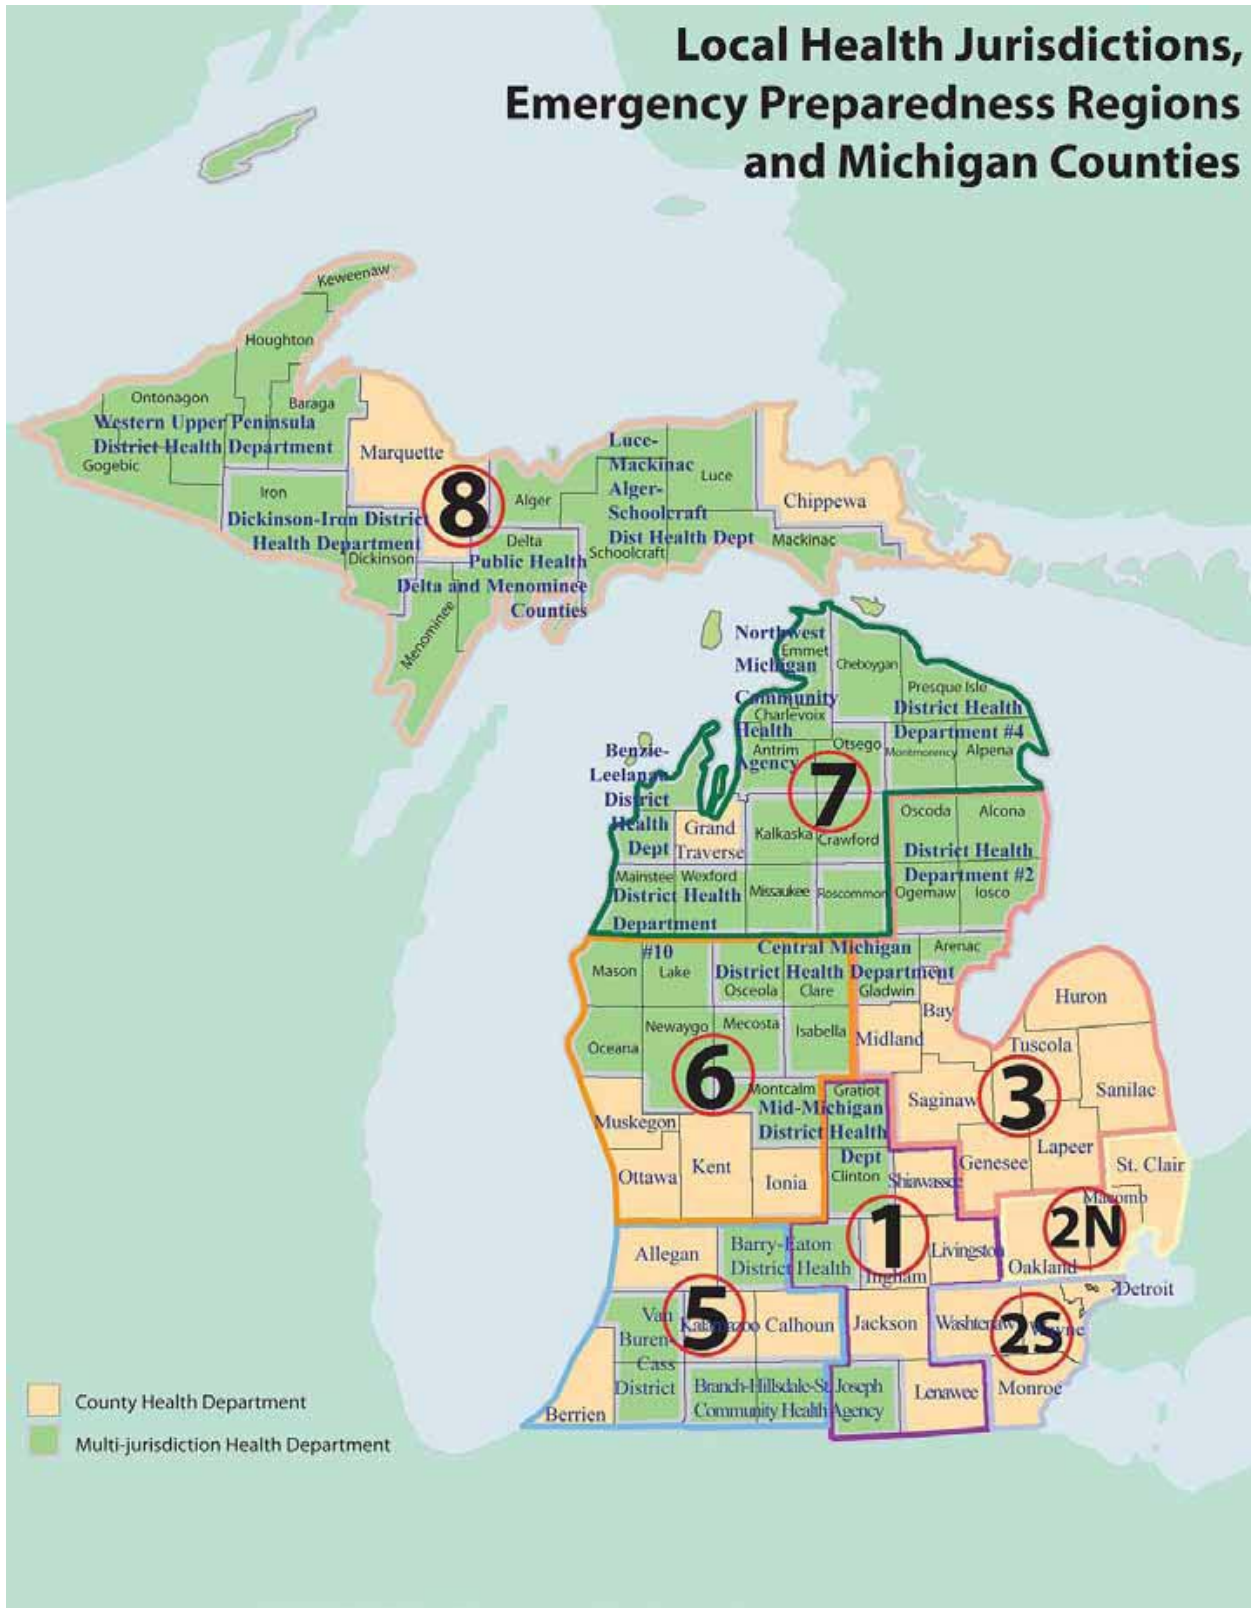 Local Health Jurisdictions,
Emergency Preparedness Regions
and Michigan Counties
Keweenaw
Houghton
Ontonagon
Baraga
Western Upper Peninsula
District Health Department
Gogebic
Marquette
Iron
Dickinson-Iron District
Health Department
Dickinson
8
Alger
Luce-
Mackinac
Alger-
Schoolcraft
Dist Health Dept
Luce
Chippewa
Mackinac
Schoolcraft
Delta
Public Health
Delta and Menominee
Counties
Menominee
Northwest
Michigan
Community
Health
Agency
Emmet
Cheboygan
Presque Isle
District Health
Department #4
Charlevoix
Antrim
Otsego
Montmorency
Alpena
7
Benzie-
Leelanau
District
Health
Dept
Grand
Traverse
Kalkaska
Crawford
Oscoda
Alcona
District Health
Department #2
Ogemaw
Iosco
Mainstee
Wexford
Missaukee
Roscommon
District Health
Department
#10
Central Michigan
District Health Department
Arenac
Mason
Lake
Osceola
Clare
Gladwin
Bay
Huron
Oceana
Newaygo
Mecosta
Isabella
Midland
Tuscola
6
3
Montcalm
Gratiot
Saginaw
Sanilac
Mid-Michigan
District Health
Dept
Muskegon
Ottawa
Kent
Ionia
Clinton
Shiawassee
Genesee
Lapeer
St. Clair
Macomb
1
2N
Allegan
Barry-Eaton
District Health
Ingham
Livingston
Oakland
Detroit
Van
Buren-
Cass
District
5
Kalamazoo
Calhoun
Jackson
Washtenaw
2S
Wayne
Berrien
Branch-Hillsdale-St. Joseph
Community Health Agency
Lenawee
Monroe
County Health Department
Multi-jurisdiction Health Department